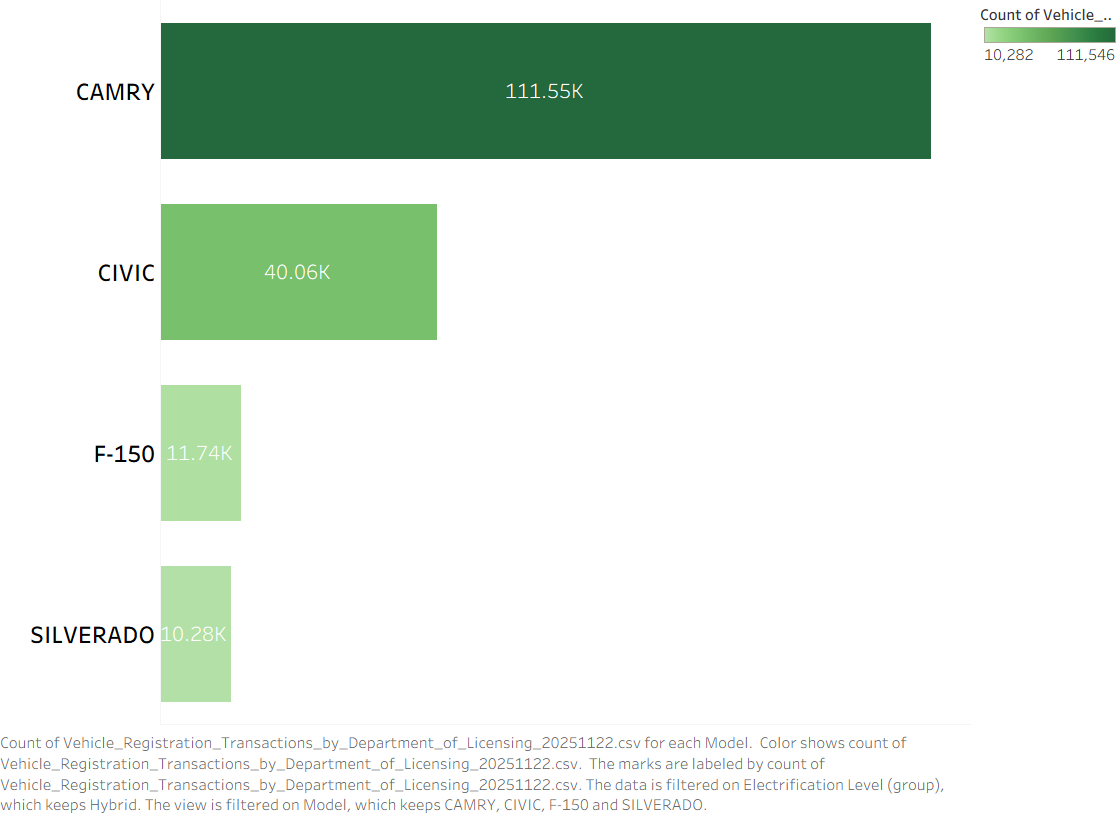 Count of Vehicle_..
10,282 111,546
CAMRY
111.55K
CIVIC
40.06K
F-150
11.74K
SILVERADO
10.28K
Count of Vehicle_Registration_Transactions_by_Department_of_Licensing_20251122.csv for each Model.  Color shows count of
Vehicle_Registration_Transactions_by_Department_of_Licensing_20251122.csv.  The marks are labeled by count of
Vehicle_Registration_Transactions_by_Department_of_Licensing_20251122.csv. The data is filtered on Electrification Level (group),
which keeps Hybrid. The view is filtered on Model, which keeps CAMRY, CIVIC, F-150 and SILVERADO.